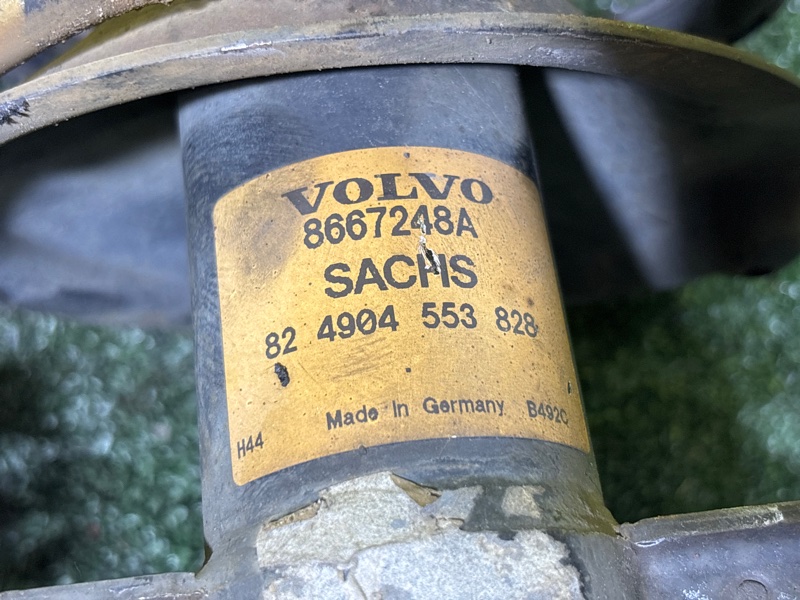 VOLVO
8667248A
SACHS
82 4904 553 828
Made In Germany B492C
H44